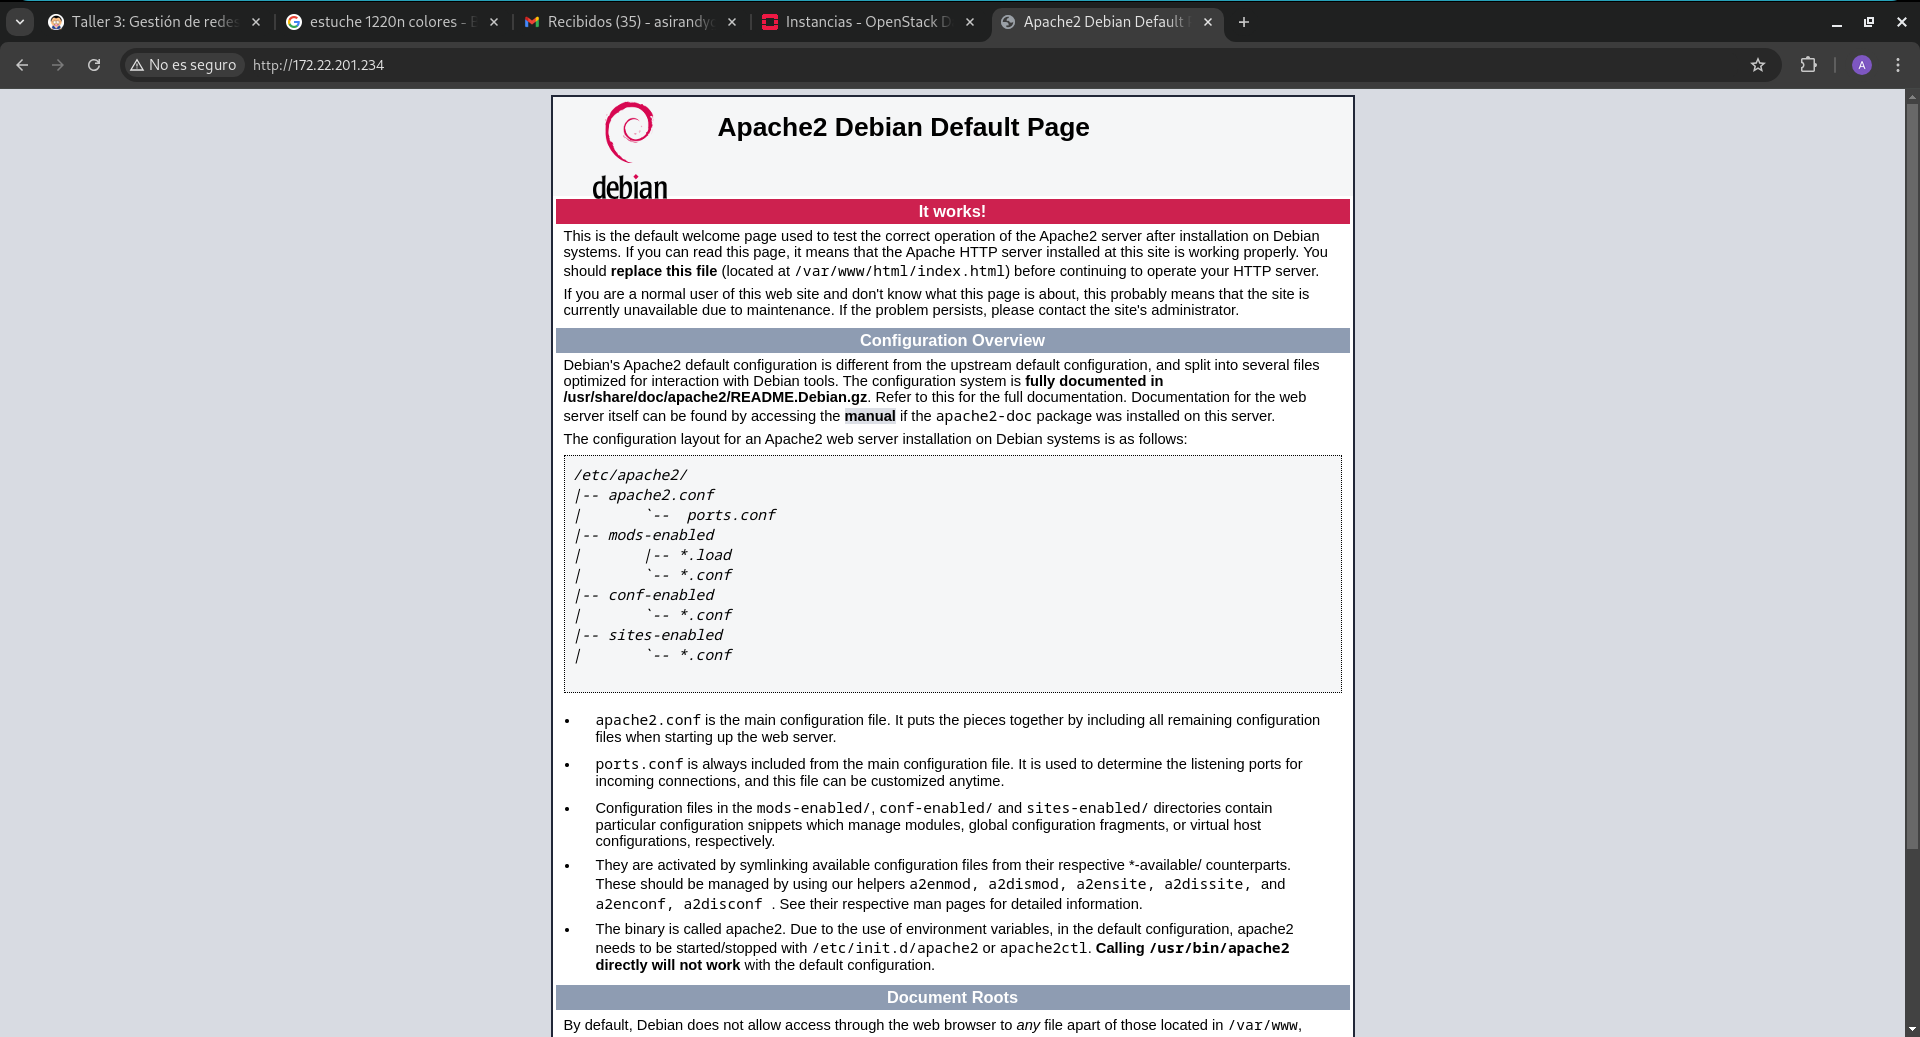 Taller 3: Gestión de redes
estuche 1220n colores - 
Recibidos (35) - asirandy
Instancias - OpenStack D
Apache2 Debian Default
No es seguro
http://172.22.201.234
A
debian
Apache2 Debian Default Page
It works!
This is the default welcome page used to test the correct operation of the Apache2 server after installation on Debian
systems. If you can read this page, it means that the Apache HTTP server installed at this site is working properly. You
should replace this file (located at /var/www/html/index.html) before continuing to operate your HTTP server.
If you are a normal user of this web site and don't know what this page is about, this probably means that the site is
currently unavailable due to maintenance. If the problem persists, please contact the site's administrator.
Configuration Overview
Debian's Apache2 default configuration is different from the upstream default configuration, and split into several files
optimized for interaction with Debian tools. The configuration system is fully documented in
/usr/share/doc/apache2/README.Debian.gz. Refer to this for the full documentation. Documentation for the web
server itself can be found by accessing the manual if the apache2-doc package was installed on this server.
The configuration layout for an Apache2 web server installation on Debian systems is as follows:
/etc/apache2/
|-- apache2.conf
|       `--  ports.conf
|-- mods-enabled
|       |-- *.load
|       `-- *.conf
|-- conf-enabled
|       `-- *.conf
|-- sites-enabled
|       `-- *.conf
• apache2.conf is the main configuration file. It puts the pieces together by including all remaining configuration
files when starting up the web server.
• ports.conf is always included from the main configuration file. It is used to determine the listening ports for
incoming connections, and this file can be customized anytime.
• Configuration files in the mods-enabled/, conf-enabled/ and sites-enabled/ directories contain
particular configuration snippets which manage modules, global configuration fragments, or virtual host
configurations, respectively.
• They are activated by symlinking available configuration files from their respective *-available/ counterparts.
These should be managed by using our helpers a2enmod, a2dismod, a2ensite, a2dissite, and
a2enconf, a2disconf . See their respective man pages for detailed information.
• The binary is called apache2. Due to the use of environment variables, in the default configuration, apache2
needs to be started/stopped with /etc/init.d/apache2 or apache2ctl. Calling /usr/bin/apache2
directly will not work with the default configuration.
Document Roots
By default, Debian does not allow access through the web browser to any file apart of those located in /var/www,